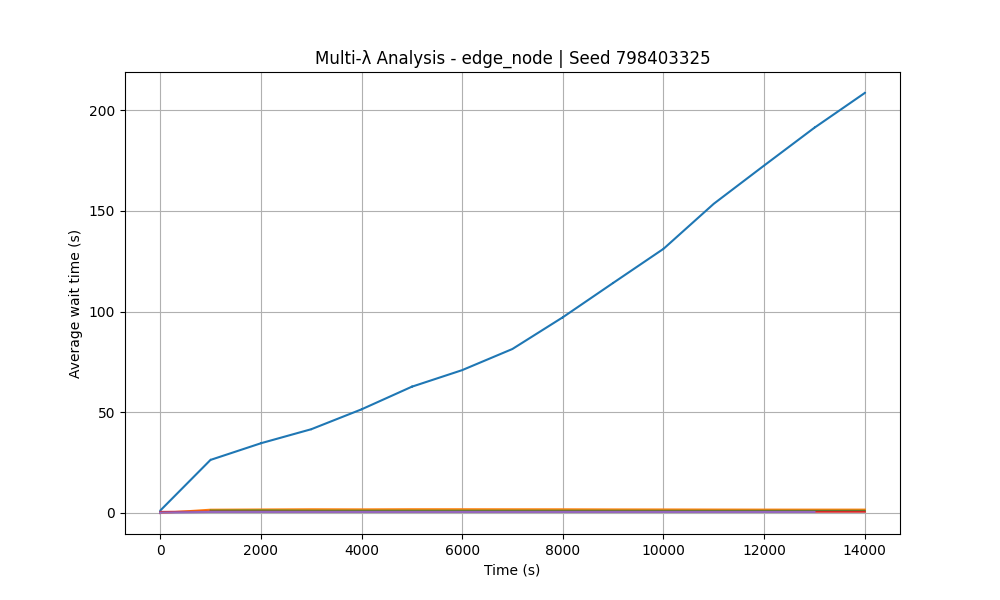 Multi-λ Analysis - edge_node | Seed 798403325
Average wait time (s)
200
150
100
50
0
0 2000 4000 6000 8000 10000 12000 14000
Time (s)